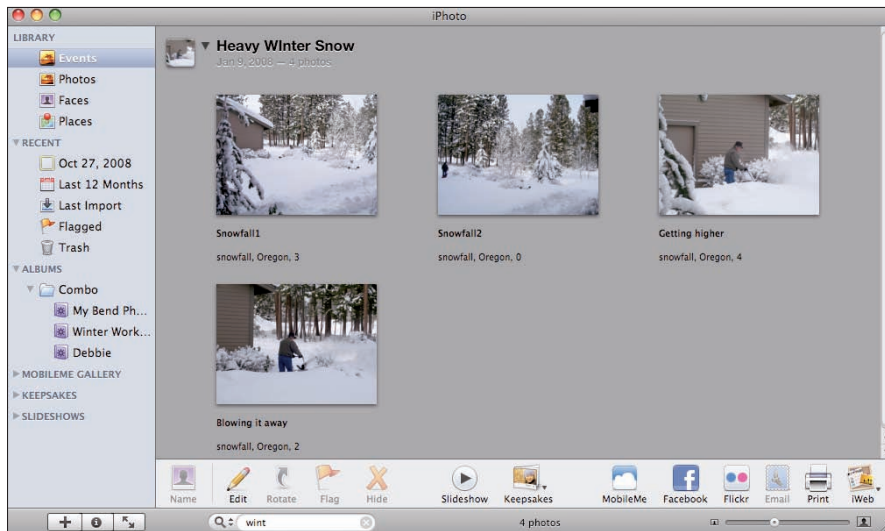 iPhoto
LIBRARY
Events
Photos
Faces
Places
RECENT
Oct 27, 2008
Last 12 Months
Last Import
Flagged
Trash
ALBUMS
Combo
My Bend Ph...
Winter Work...
Debbie
MOBILEME GALLERY
KEEPSAKES
SLIDESHOWS
Heavy WInter Snow
Jan 9, 2008 — 4 photos
Snowfall1
snowfall, Oregon, 3
Snowfall2
snowfall, Oregon, 0
Getting higher
snowfall, Oregon, 4
Blowing it away
snowfall, Oregon, 2
Name
Edit
Rotate
Flag
Hide
Slideshow
Keepsakes
MobileMe
Facebook
Flickr
Email
Print
iWeb
wint
4 photos